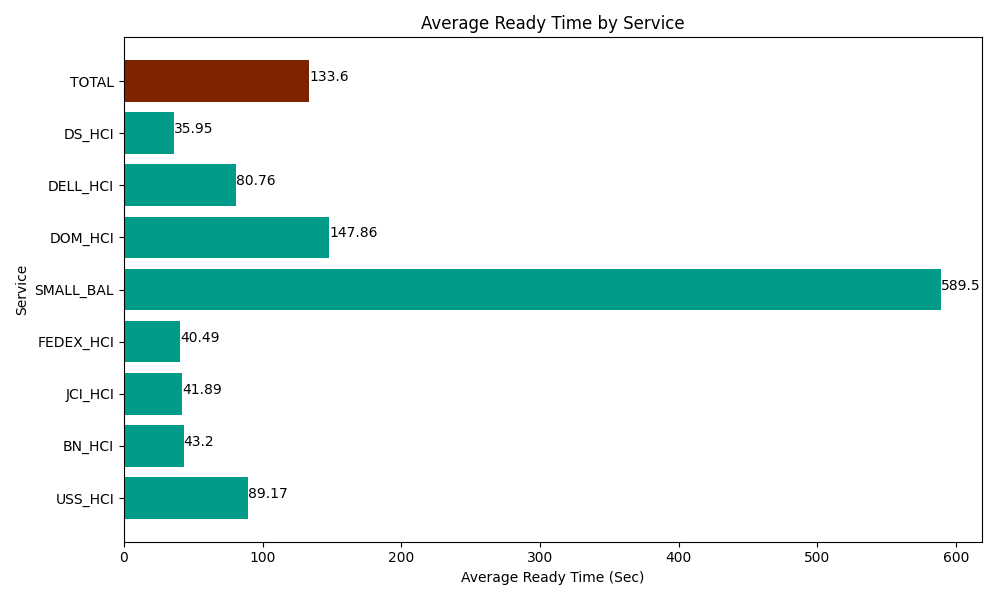 Average Ready Time by Service
Service
TOTAL 133.6
DS_HCI 35.95
DELL_HCI 80.76
DOM_HCI 147.86
SMALL_BAL 589.5
FEDEX_HCI 40.49
JCI_HCI 41.89
BN_HCI 43.2
USS_HCI 89.17
0 100 200 300 400 500 600
Average Ready Time (Sec)